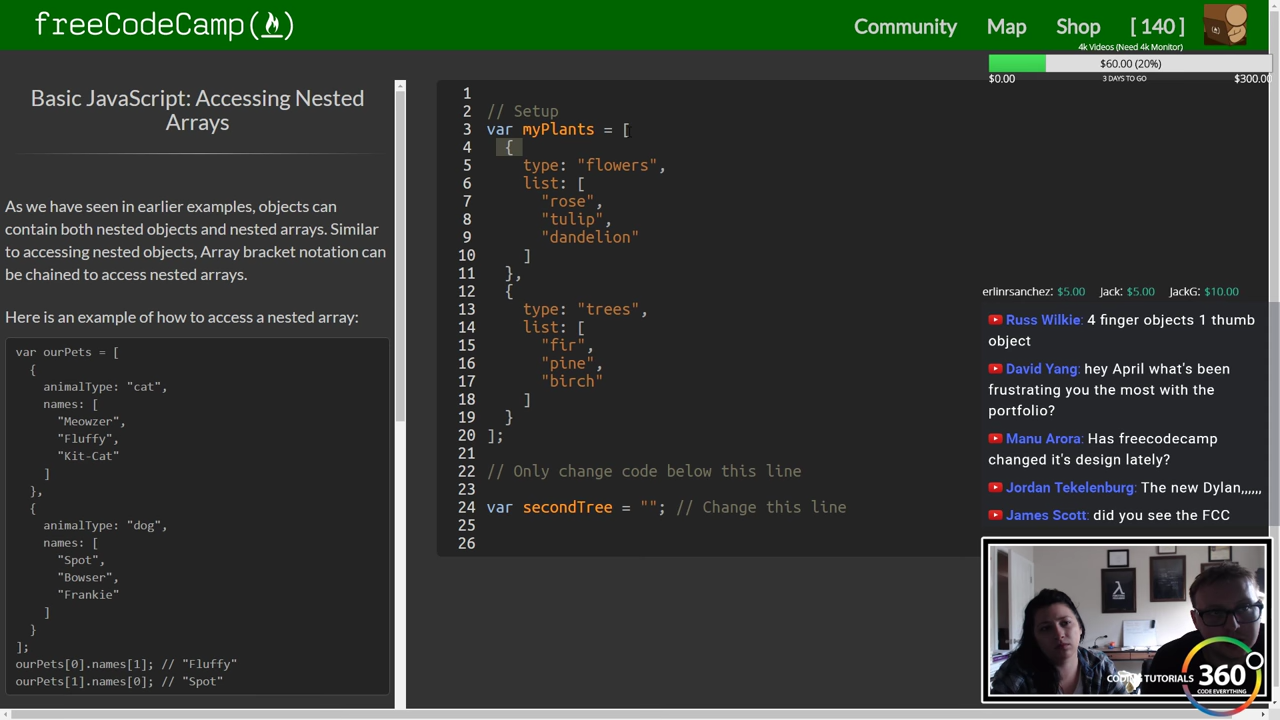 freeCodeCamp(🔥)
Community Map Shop [ 140 ]
4k Videos (Need 4k Monitor)
$60.00 (20%)
$0.00 3 DAYS TO GO $300.00
Basic JavaScript: Accessing Nested
Arrays
As we have seen in earlier examples, objects can
contain both nested objects and nested arrays. Similar
to accessing nested objects, Array bracket notation can
be chained to access nested arrays.
Here is an example of how to access a nested array:
var ourPets = [
{
animalType: "cat",
names: [
"Meowzer",
"Fluffy",
"Kit-Cat"
]
},
{
animalType: "dog",
names: [
"Spot",
"Bowser",
"Frankie"
]
}
];
ourPets[0].names[1]; // "Fluffy"
ourPets[1].names[0]; // "Spot"
1
2 // Setup
3 var myPlants = [
4 {
5 type: "flowers",
6 list: [
7 "rose",
8 "tulip",
9 "dandelion"
10 ]
11 },
12 {
13 type: "trees",
14 list: [
15 "fir",
16 "pine",
17 "birch"
18 ]
19 }
20 ];
21
22 // Only change code below this line
23
24 var secondTree = ""; // Change this line
25
26
erlinrsanchez: $5.00 Jack: $5.00 JackG: $10.00
Russ Wilkie: 4 finger objects 1 thumb
object
David Yang: hey April what's been
frustrating you the most with the
portfolio?
Manu Arora: Has freecodecamp
changed it's design lately?
Jordan Tekelenburg: The new Dylan,,,,,,
James Scott: did you see the FCC
CODING TUTORIALS 360°
CODE EVERYTHING